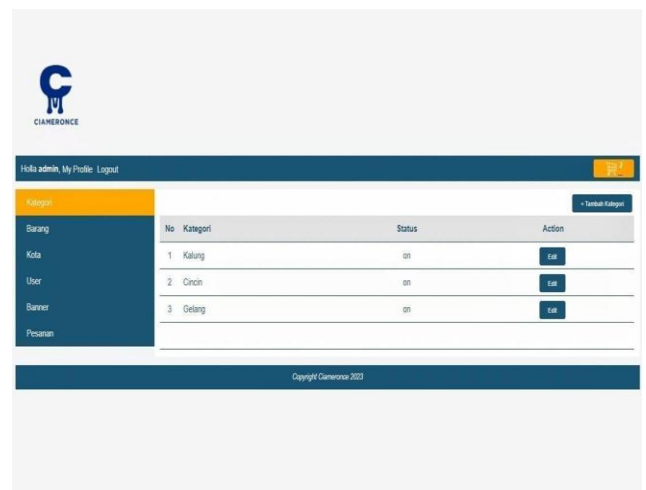 CIAMERONCE
Holla admin, My Profile Logout
2
Kategori
+ Tambah Kategori
Barang
Kota
User
Banner
Pesanan
No Kategori Status Action
1 Kalung on Edit
2 Cincin on Edit
3 Gelang on Edit
Copyright Ciameronce 2023